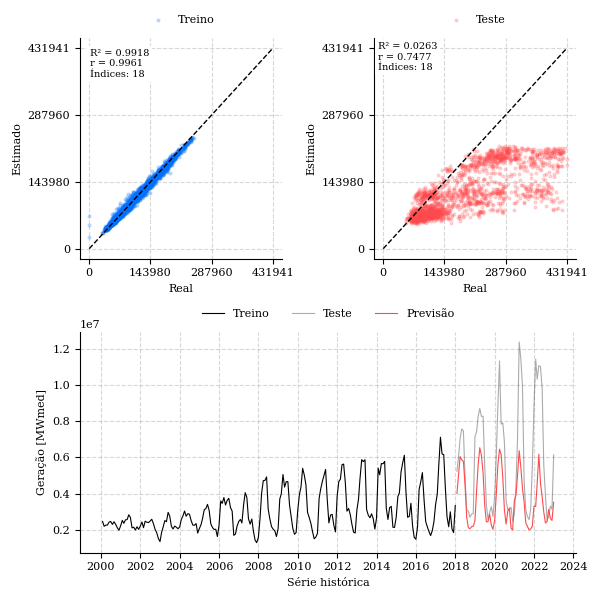 Treino
Teste
R² = 0.9918
r = 0.9961
Índices: 18
R² = 0.0263
r = 0.7477
Índices: 18
431941
287960
143980
0
Estimado
0
143980
287960
431941
Real
431941
287960
143980
0
Estimado
0
143980
287960
431941
Real
Treino
Teste
Previsão
1e7
1.2
1.0
0.8
0.6
0.4
0.2
Geração [MWmed]
2000
2002
2004
2006
2008
2010
2012
2014
2016
2018
2020
2022
2024
Série histórica